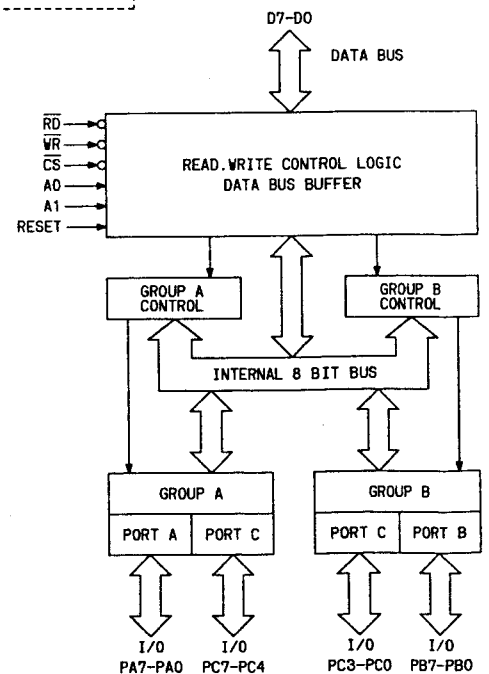 D7-D0
DATA BUS
RD
WR
CS
A0
A1
RESET
READ.WRITE CONTROL LOGIC
DATA BUS BUFFER
GROUP A
CONTROL
GROUP B
CONTROL
INTERNAL 8 BIT BUS
GROUP A
PORT A
PORT C
GROUP B
PORT C
PORT B
I/O
PA7-PA0
I/O
PC7-PC4
I/O
PC3-PC0
I/O
PB7-PB0